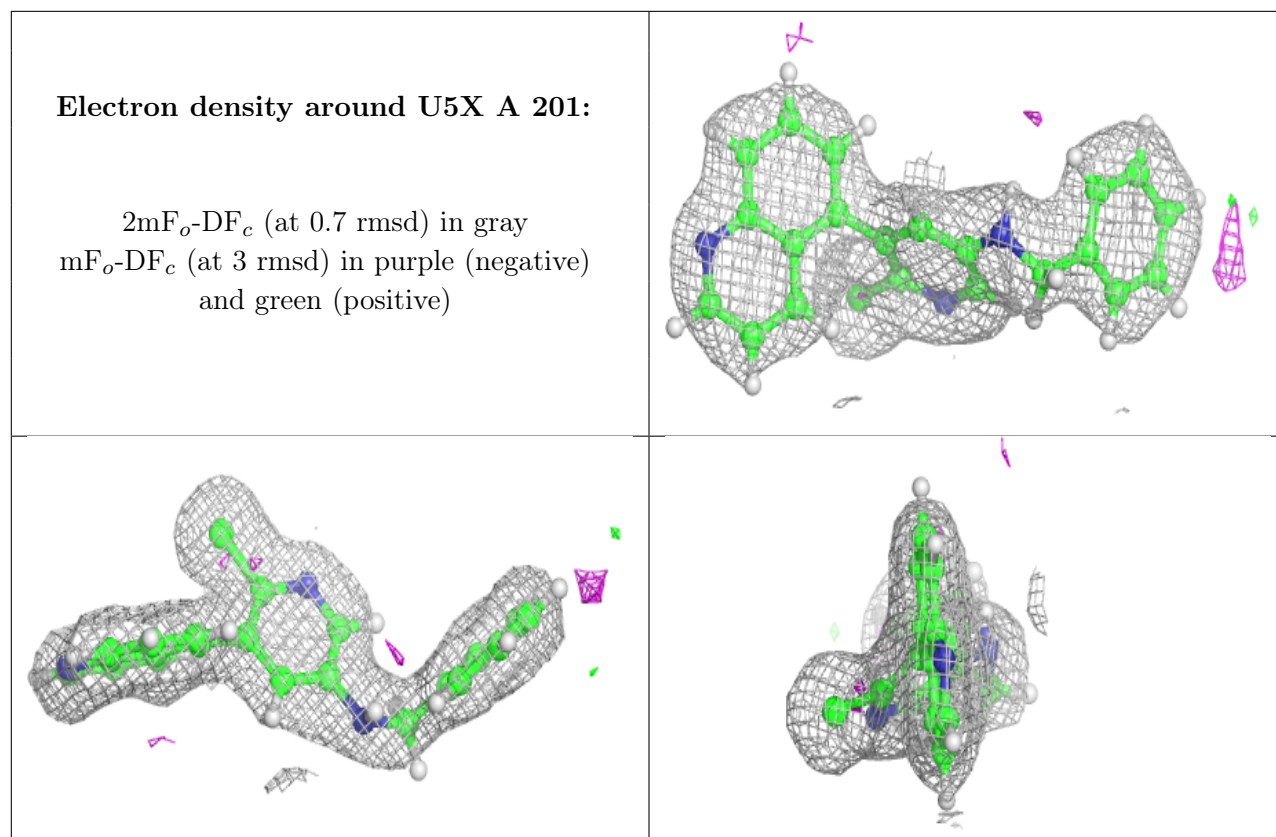 Electron density around U5X A 201:
2mFo-DFc (at 0.7 rmsd) in gray
mFo-DFc (at 3 rmsd) in purple (negative)
and green (positive)